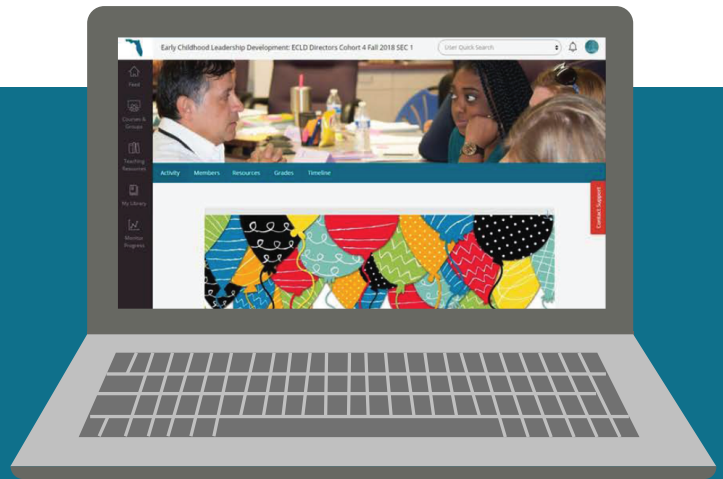 Early Childhood Leadership Development: ECLD Directors Cohort 4 Fall 2018 SEC 1
User Quick Search
Feed
Courses &
Groups
Teaching
Resources
My Library
Monitor
Progress
Activity Members Resources Grades Timeline
Contact Support